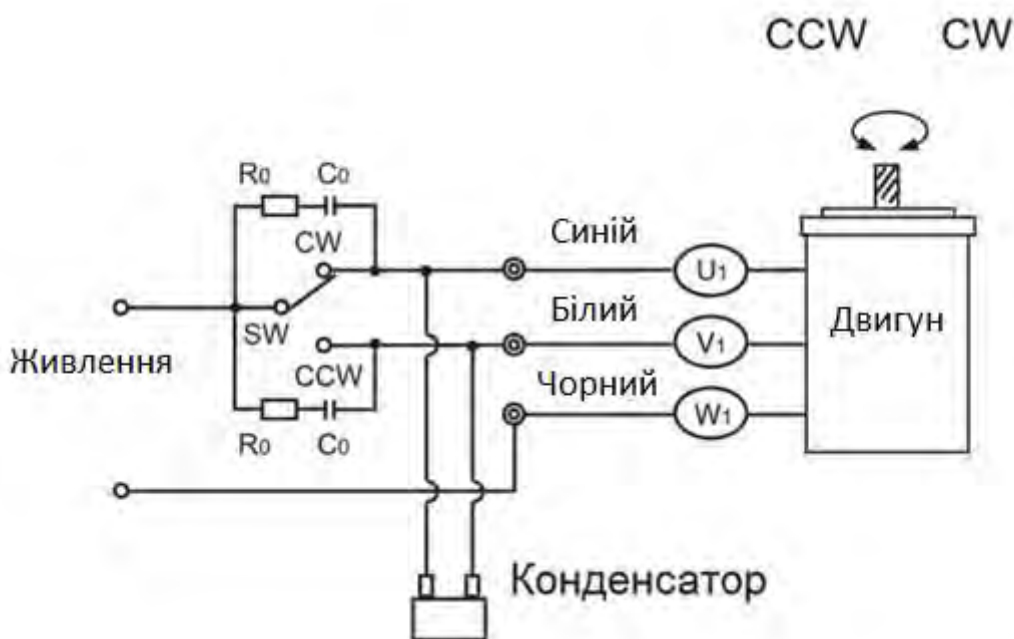 CCW CW
R0 C0
CW
SW
CCW
R0 C0
Живлення
Синій
U1
Білий
V1
Чорний
W1
Двигун
Конденсатор